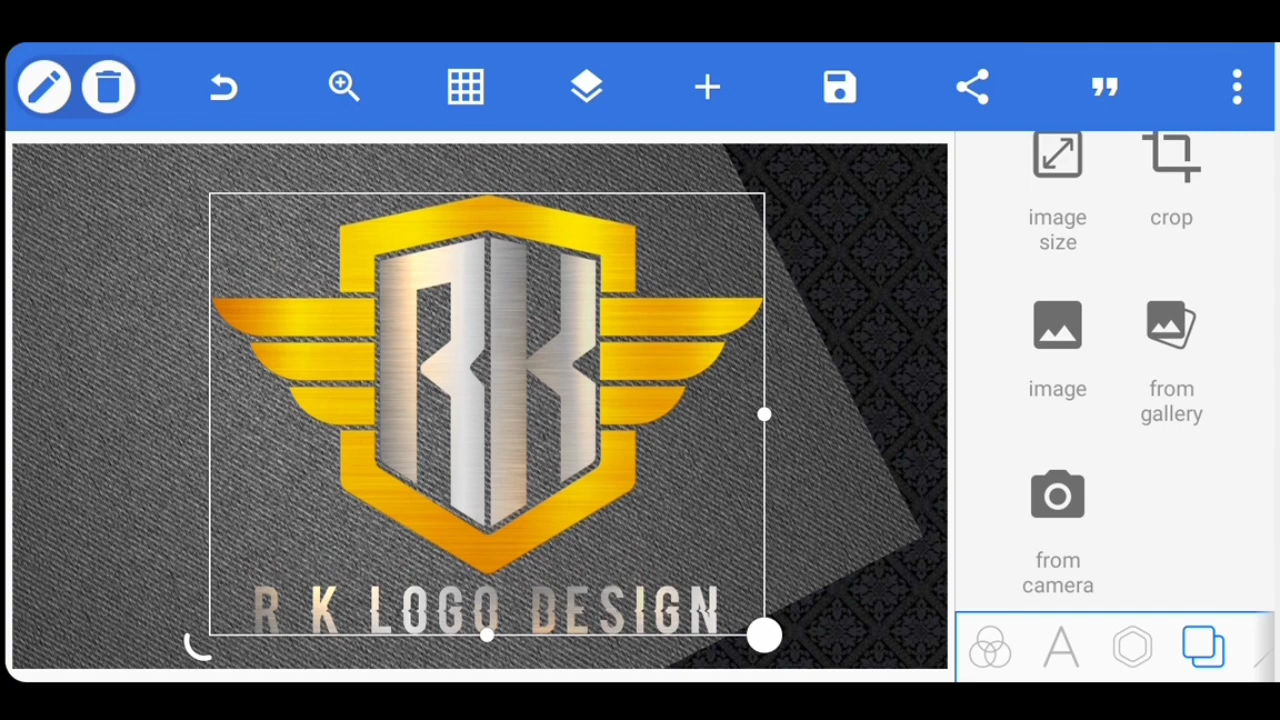 image
size
crop
RK
image
from
gallery
R K LOGO DESIGN
from
camera